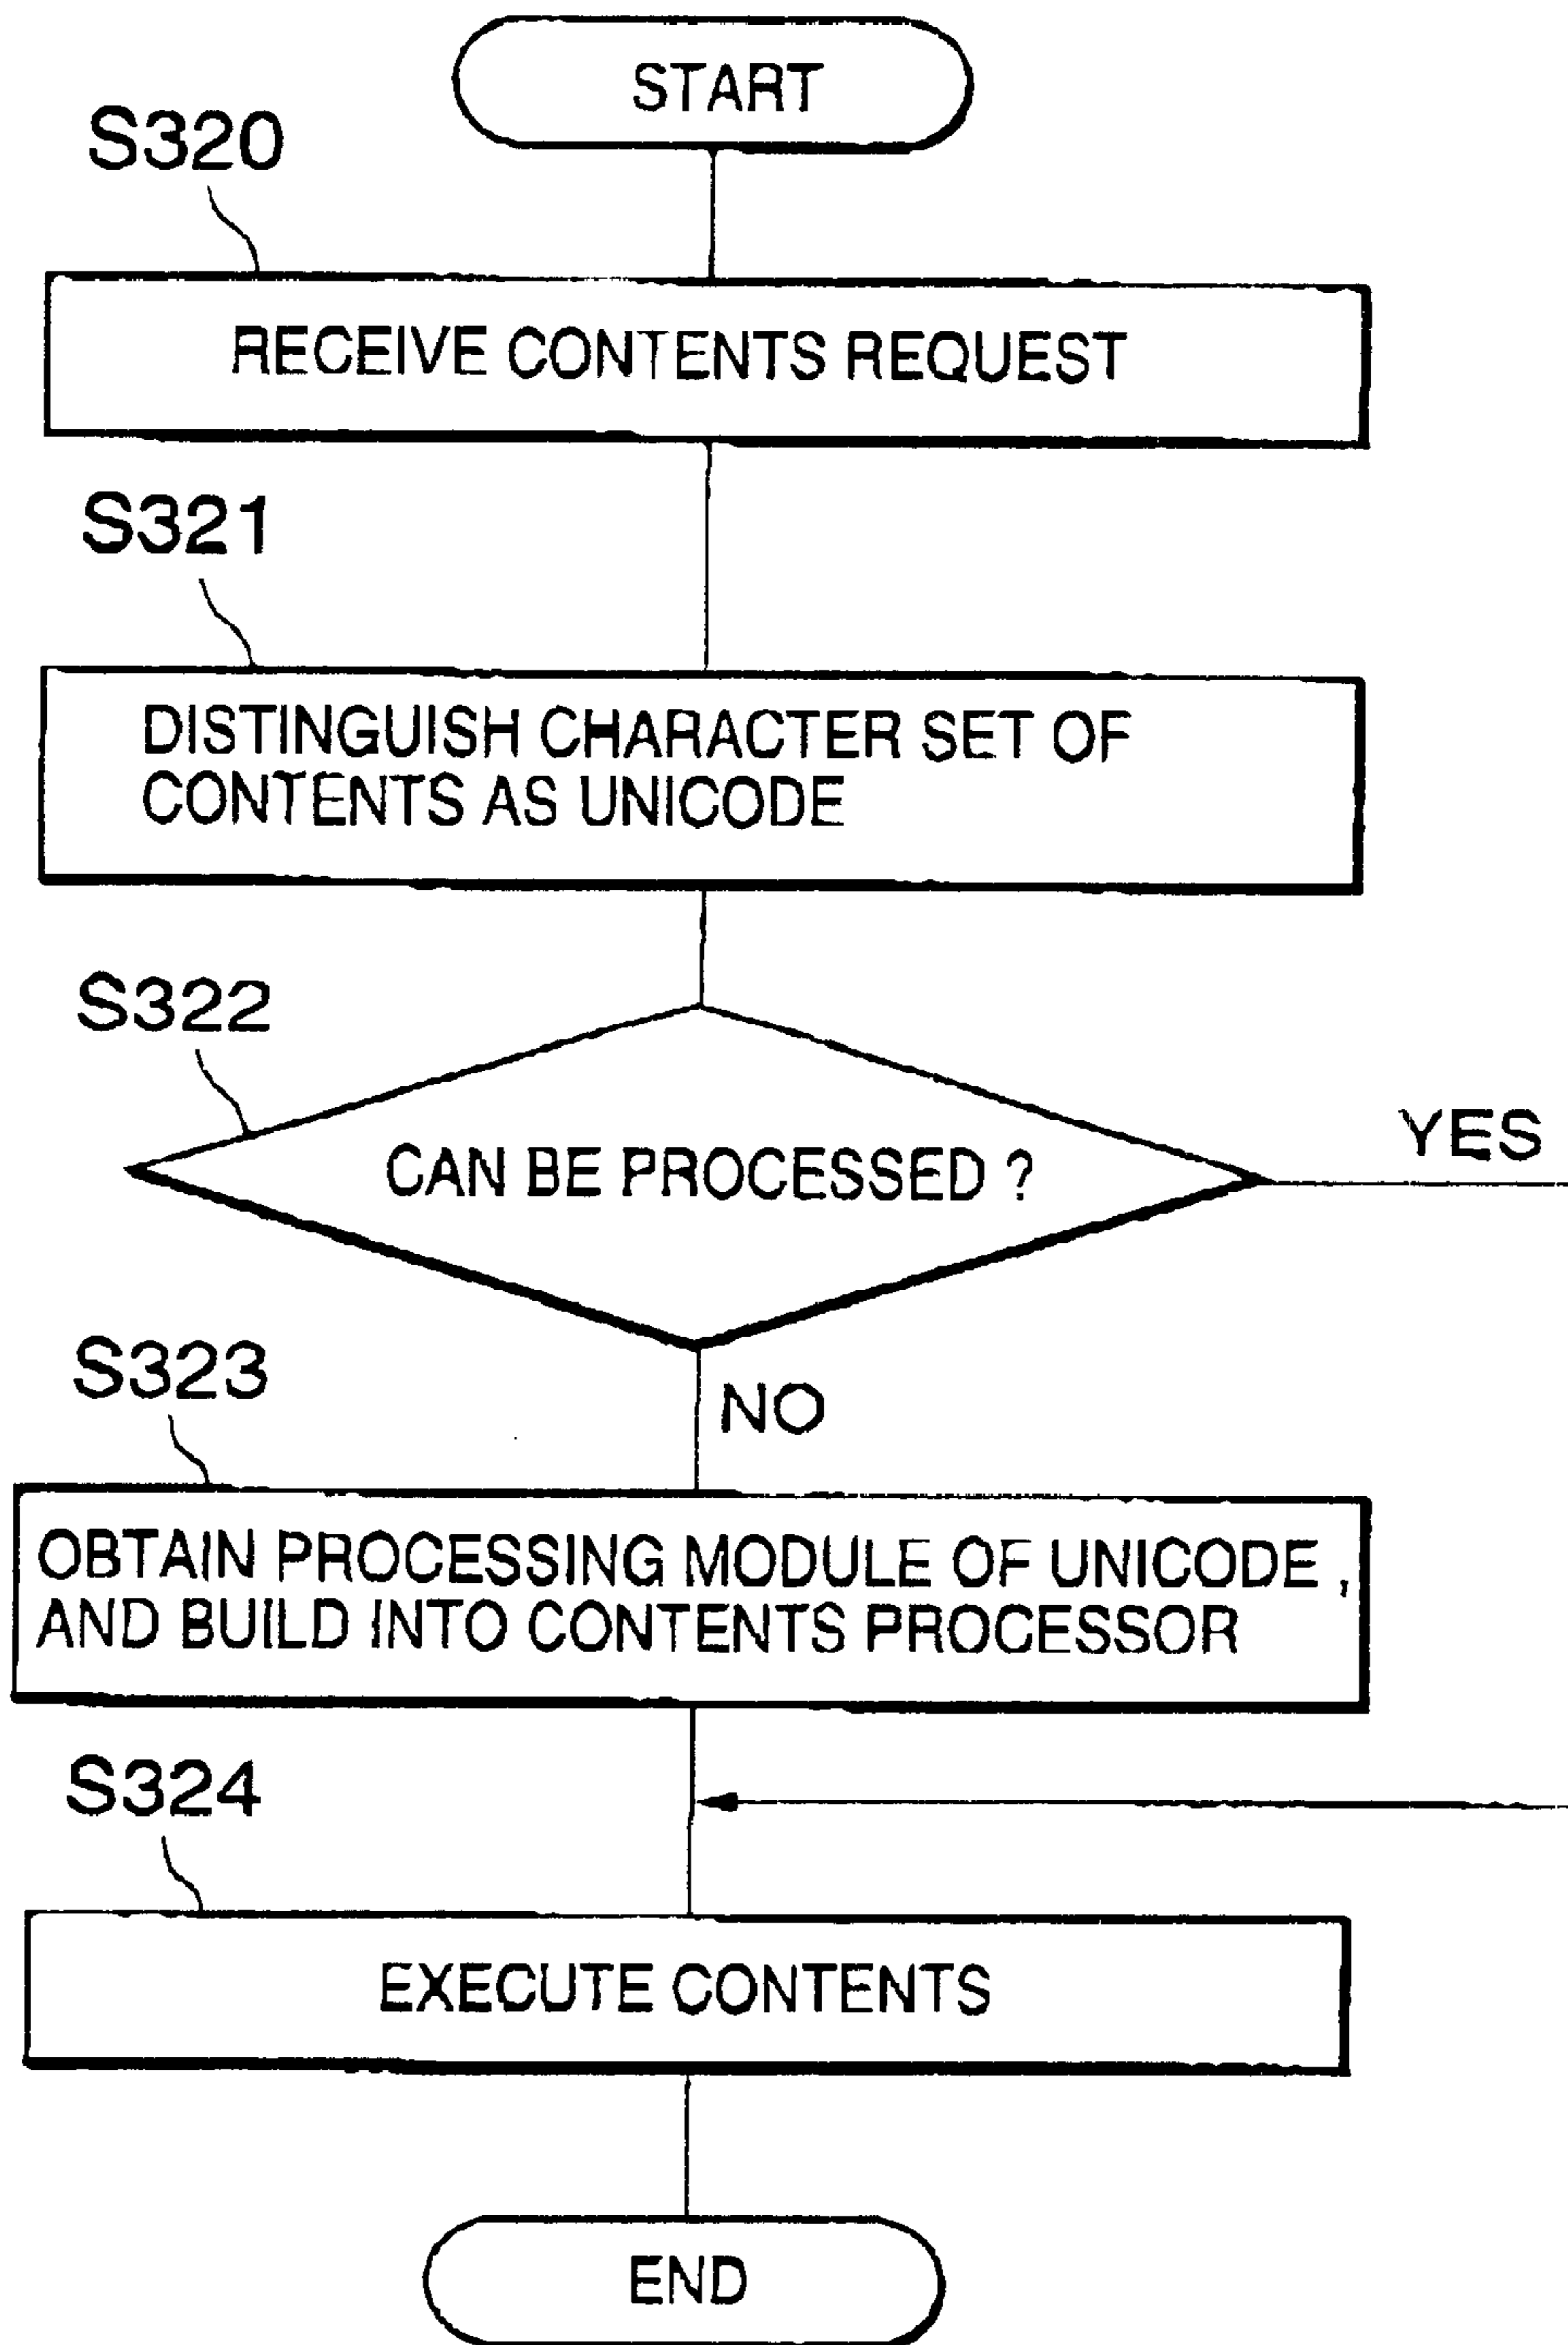 START
S320
RECEIVE CONTENTS REQUEST
S321
DISTINGUISH CHARACTER SET OF
CONTENTS AS UNICODE
S322
CAN BE PROCESSED ?
YES
S323
NO
OBTAIN PROCESSING MODULE OF UNICODE ,
AND BUILD INTO CONTENTS PROCESSOR
S324
EXECUTE CONTENTS
END